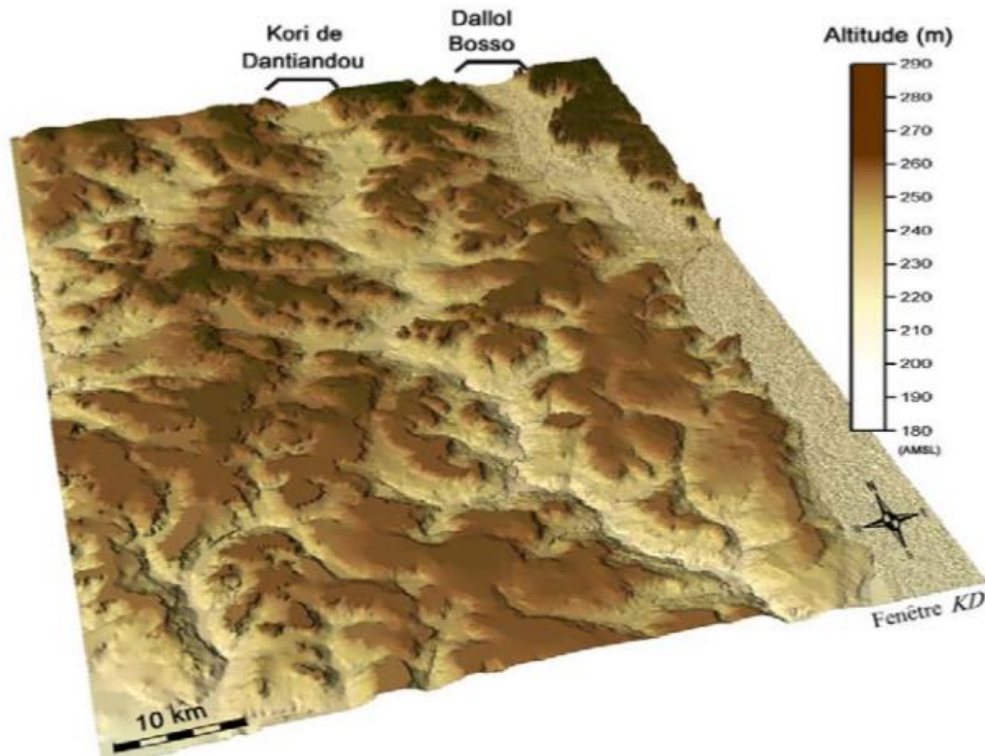 Kori de
Dantiandou
Dallol
Bosso
Altitude (m)
290
280
270
260
250
240
230
220
210
200
190
180
(AMSL)
N
Fenêtre KD
10 km